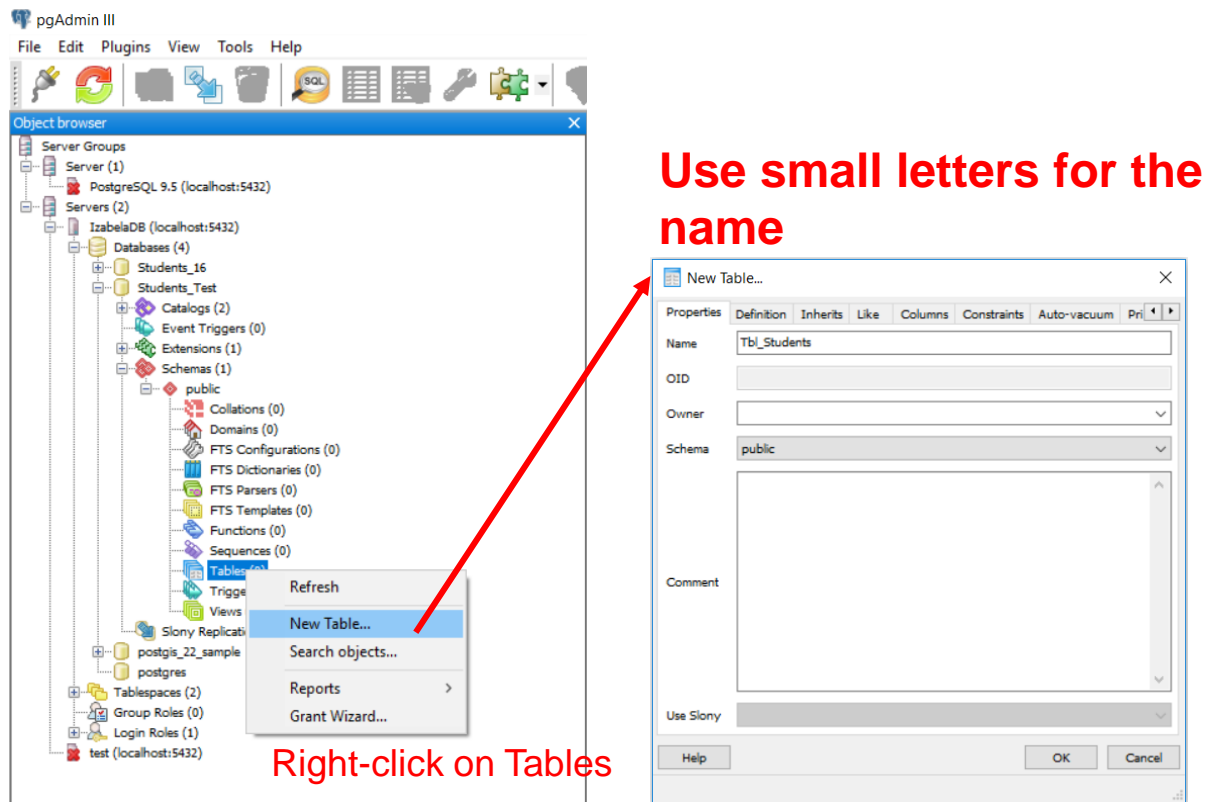 pgAdmin III
File Edit Plugins View Tools Help
SQL
Object browser
Server Groups
Server (1)
PostgreSQL 9.5 (localhost:5432)
Servers (2)
IzabelaDB (localhost:5432)
Databases (4)
Students_16
Students_Test
Catalogs (2)
Event Triggers (0)
Extensions (1)
Schemas (1)
public
Collations (0)
Domains (0)
FTS Configurations (0)
FTS Dictionaries (0)
FTS Parsers (0)
FTS Templates (0)
Functions (0)
Sequences (0)
Tables (0)
Trigge
Views
Slony Replicati
postgis_22_sample
postgres
Tablespaces (2)
Group Roles (0)
Login Roles (1)
test (localhost:5432)
Refresh
New Table...
Search objects...
Reports
Grant Wizard...
Right-click on Tables
Use small letters for the
name
New Table...
Properties Definition Inherits Like Columns Constraints Auto-vacuum Pri
Name Tbl_Students
OID
Owner
Schema public
Comment
Use Slony
Help OK Cancel